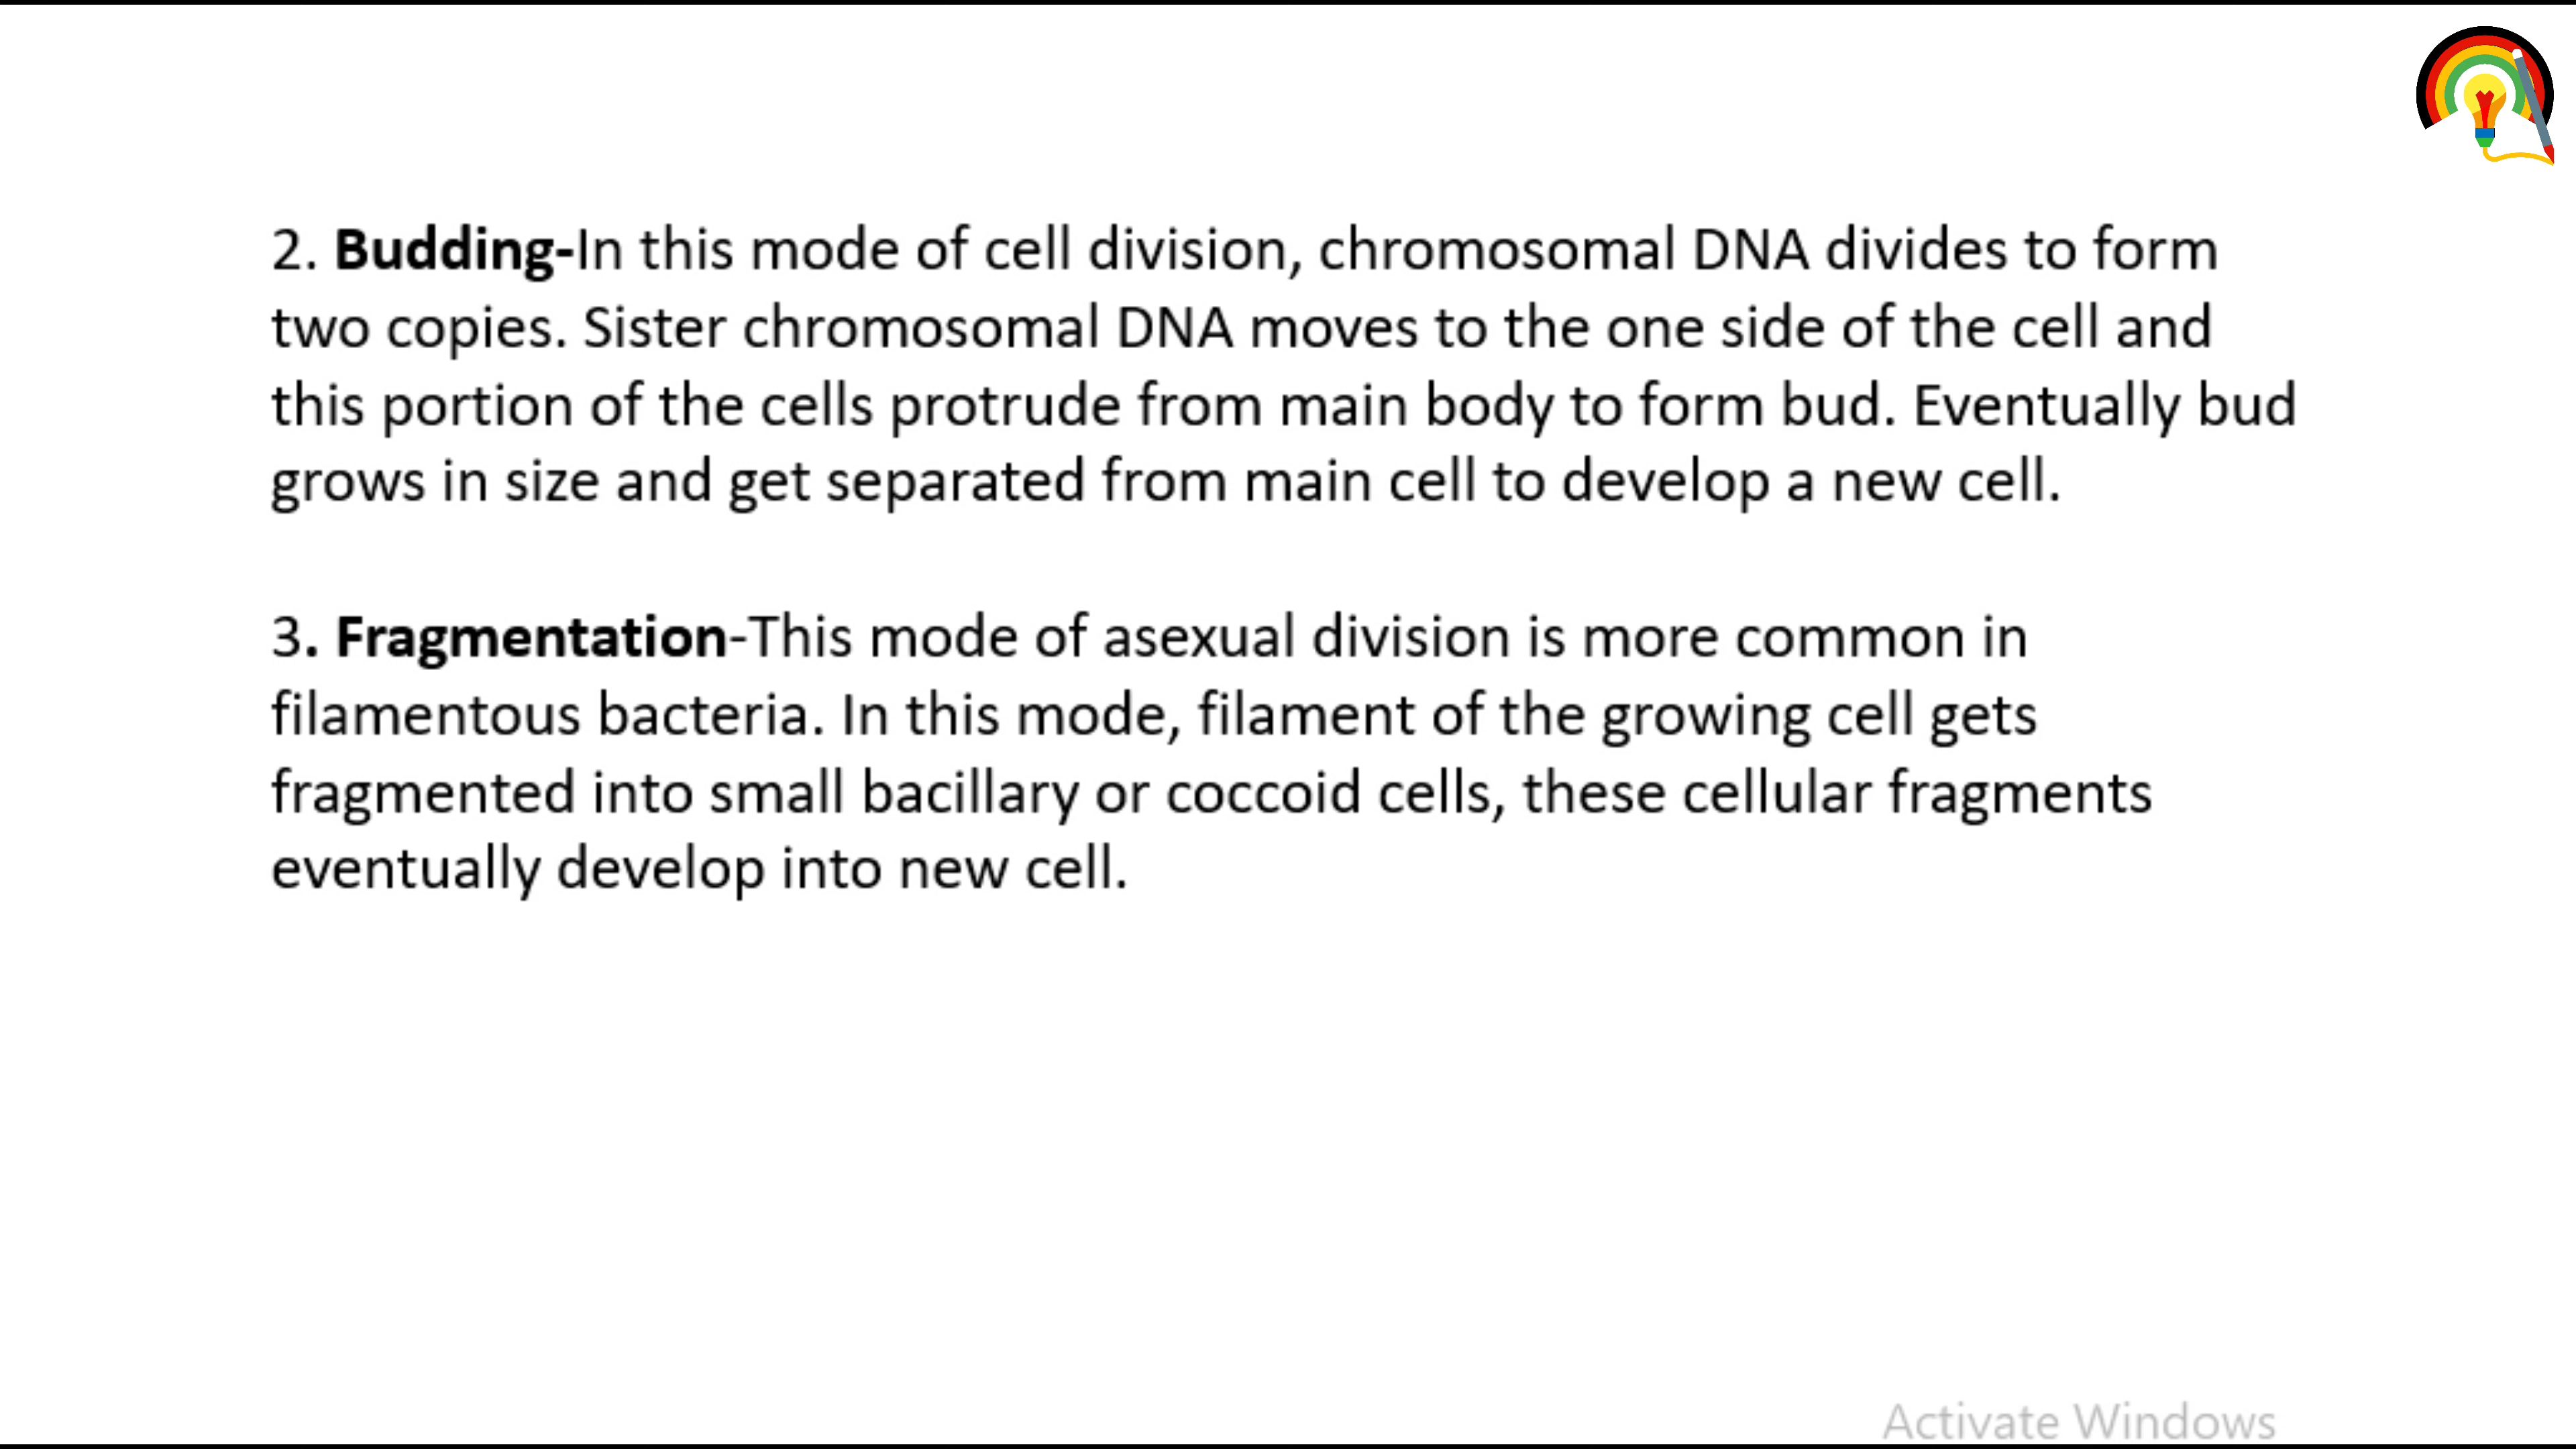 2. Budding-In this mode of cell division, chromosomal DNA divides to form
two copies. Sister chromosomal DNA moves to the one side of the cell and
this portion of the cells protrude from main body to form bud. Eventually bud
grows in size and get separated from main cell to develop a new cell.
3. Fragmentation-This mode of asexual division is more common in
filamentous bacteria. In this mode, filament of the growing cell gets
fragmented into small bacillary or coccoid cells, these cellular fragments
eventually develop into new cell.
Activate Windows